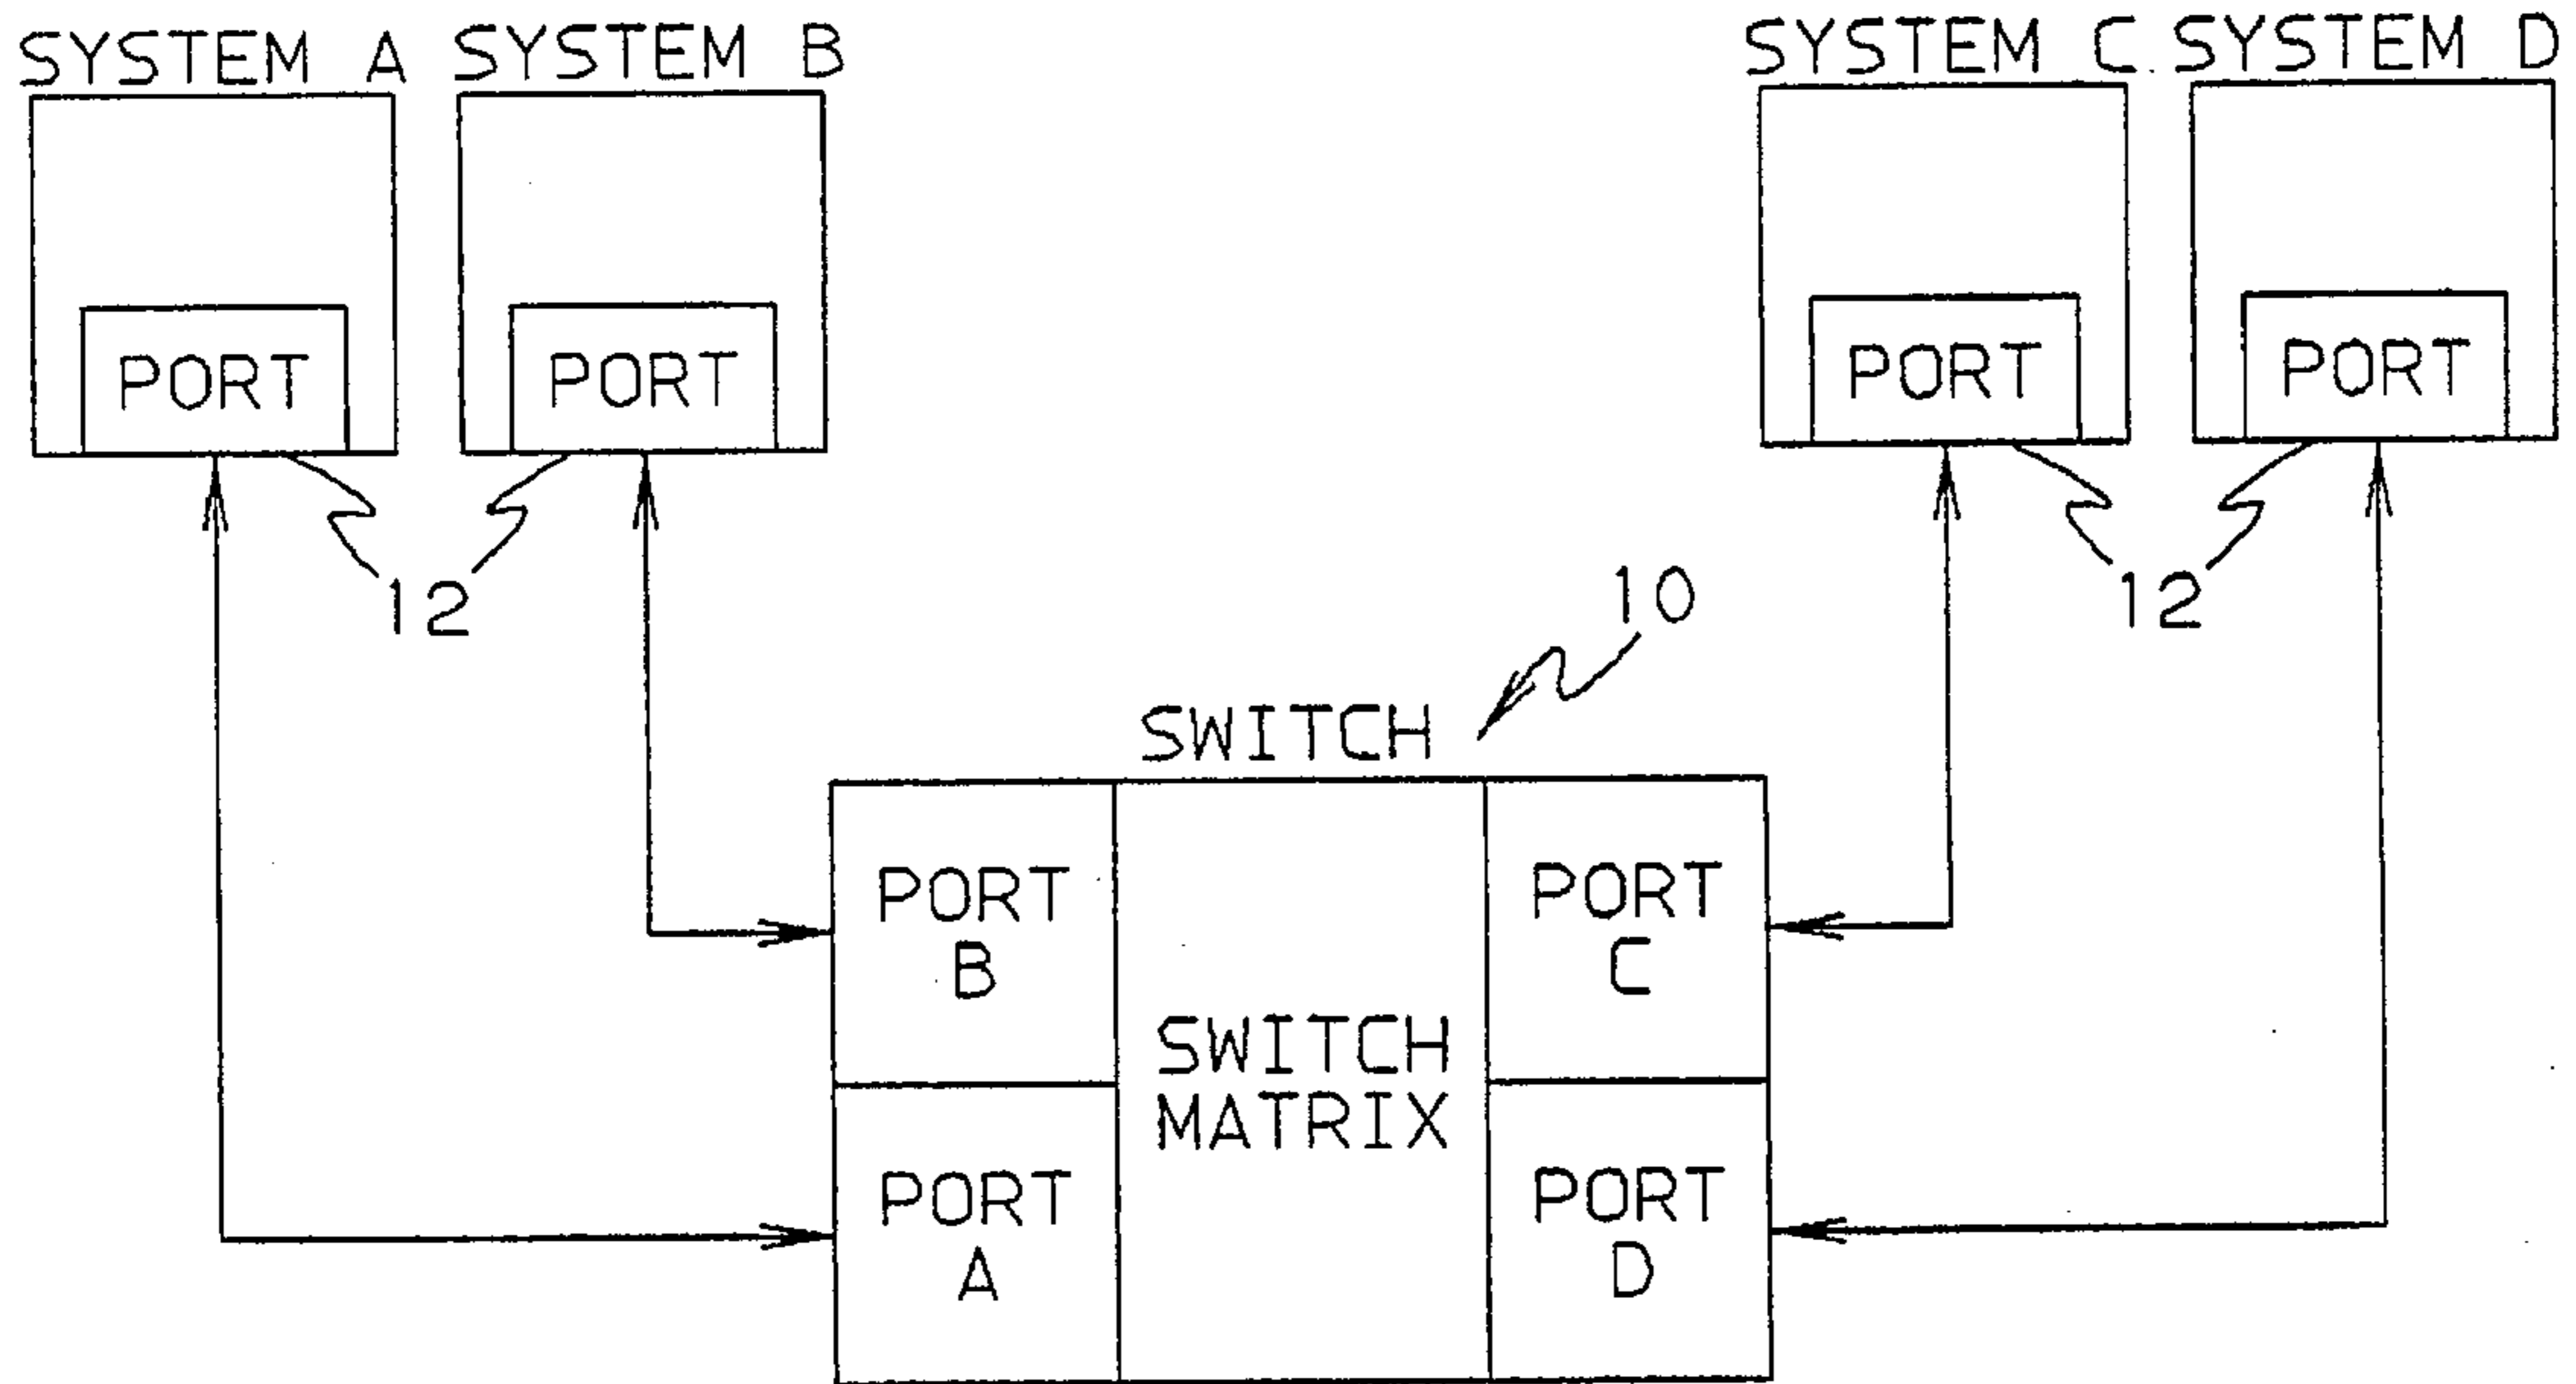 SYSTEM A
SYSTEM B
SYSTEM C
SYSTEM D
PORT
PORT
PORT
PORT
12
12
10
SWITCH
PORT
B
PORT
C
SWITCH
MATRIX
PORT
A
PORT
D